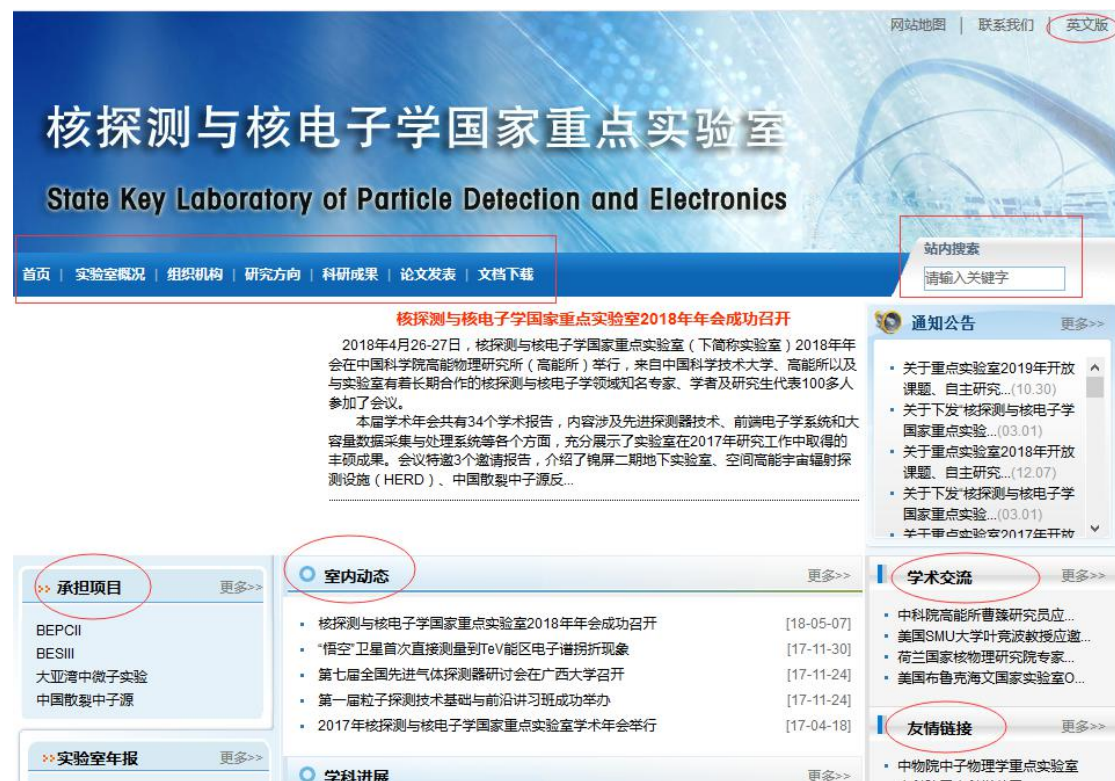 网站地图 | 联系我们 | 英文版
核探测与核电子学国家重点实验室
State Key Laboratory of Particle Detection and Electronics
站内搜索
首页 | 实验室概况 | 组织机构 | 研究方向 | 科研成果 | 论文发表 | 文档下载
请输入关键字
核探测与核电子学国家重点实验室2018年年会成功召开
2018年4月26-27日，核探测与核电子学国家重点实验室（下简称实验室）2018年年
会在中国科学院高能物理研究所（高能所）举行，来自中国科学技术大学、高能所以及
与实验室有着长期合作的核探测与核电子学领域知名专家、学者及研究生代表100多人
参加了会议。
本届学术年会共有34个学术报告，内容涉及先进探测器技术、前端电子学系统和大
容量数据采集与处理系统等各个方面，充分展示了实验室在2017年研究工作中取得的
丰硕成果。会议特邀3个邀请报告，介绍了锦屏二期地下实验室、空间高能宇宙辐射探
测设施（HERD）、中国散裂中子源反...
通知公告 更多>>
关于重点实验室2019年开放
课题、自主研究...(10.30)
关于下发“核探测与核电子学
国家重点实验...(03.01)
关于重点实验室2018年开放
课题、自主研究...(12.07)
关于下发“核探测与核电子学
国家重点实验...(03.01)
关于重点实验室2017年开放
>> 承担项目 更多>>
BEPCII
BESIII
大亚湾中微子实验
中国散裂中子源
>>实验室年报 更多>>
室内动态 更多>>
核探测与核电子学国家重点实验室2018年年会成功召开 [18-05-07]
“悟空”卫星首次直接测量到TeV能区电子谱拐折现象 [17-11-30]
第七届全国先进气体探测器研讨会在广西大学召开 [17-11-24]
第一届粒子探测技术基础与前沿讲习班成功举办 [17-11-24]
2017年核探测与核电子学国家重点实验室学术年会举行 [17-04-18]
学科进展 更多>>
学术交流 更多>>
中科院高能所曹臻研究员应...
美国SMU大学叶竞波教授应邀...
荷兰国家核物理研究院专家...
美国布鲁克海文国家实验室O...
友情链接 更多>>
中物院中子物理学重点实验室